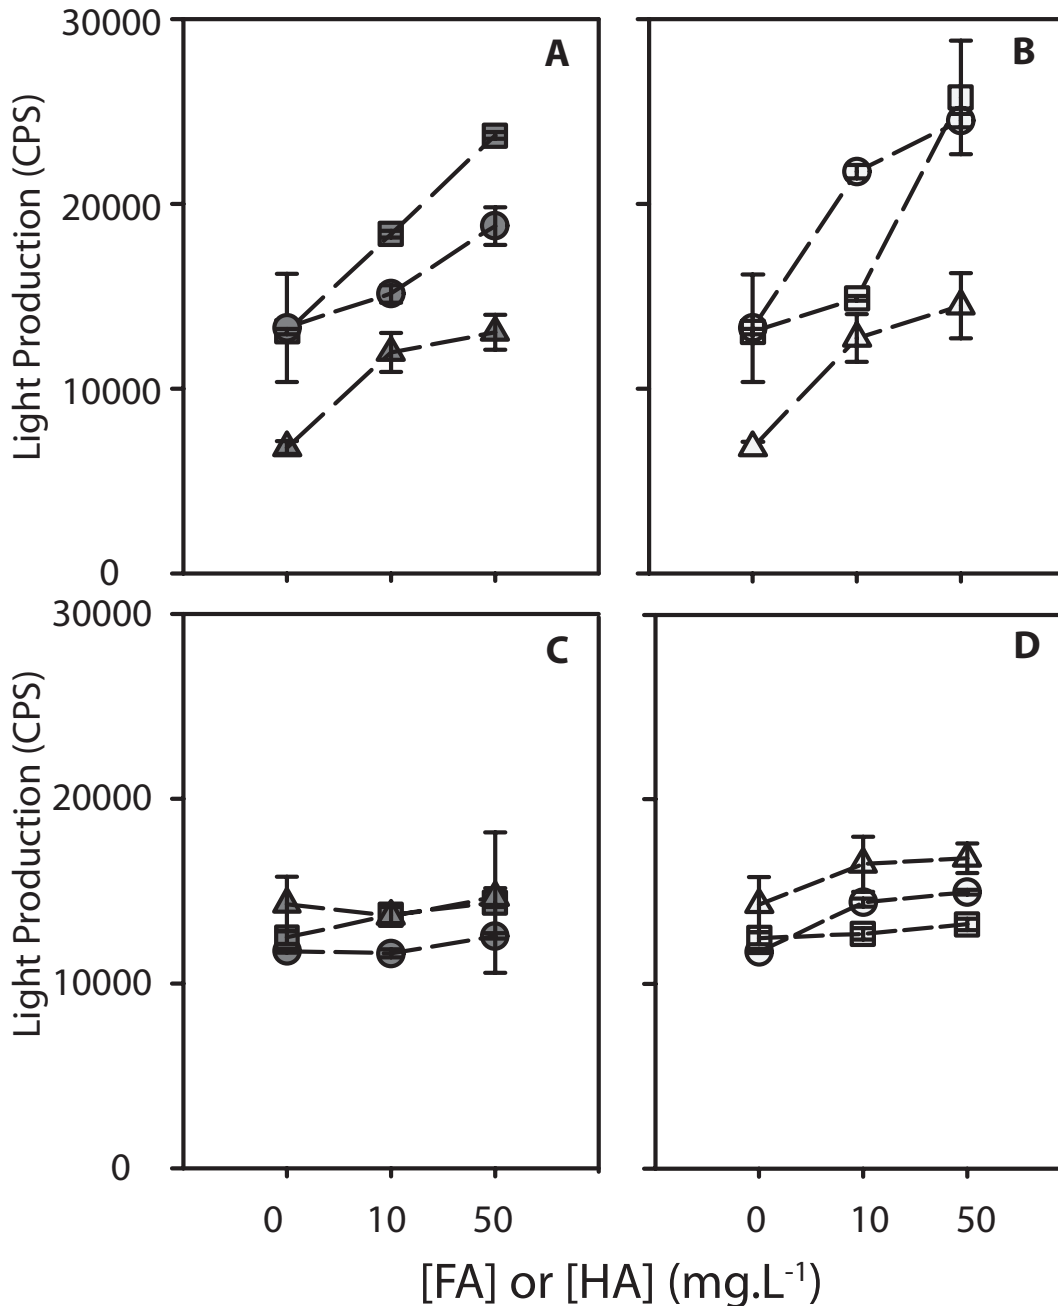 30000
20000
10000
0
Light Production (CPS)
A
B
30000
20000
10000
0
Light Production (CPS)
C
D
0 10 50 0 10 50
[FA] or [HA] (mg.L⁻¹)